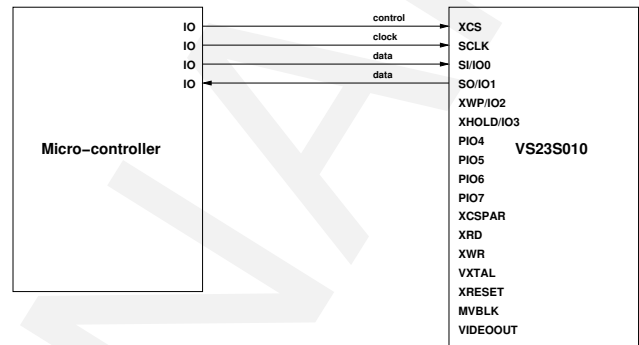 control
IO XCS
clock
IO SCLK
data
IO SI/IO0
data
IO SO/IO1
XWP/IO2
XHOLD/IO3
PIO4
Micro-controller VS23S010
PIO5
PIO6
PIO7
XCSPAR
XRD
XWR
VXTAL
XRESET
MVBLK
VIDEOOUT